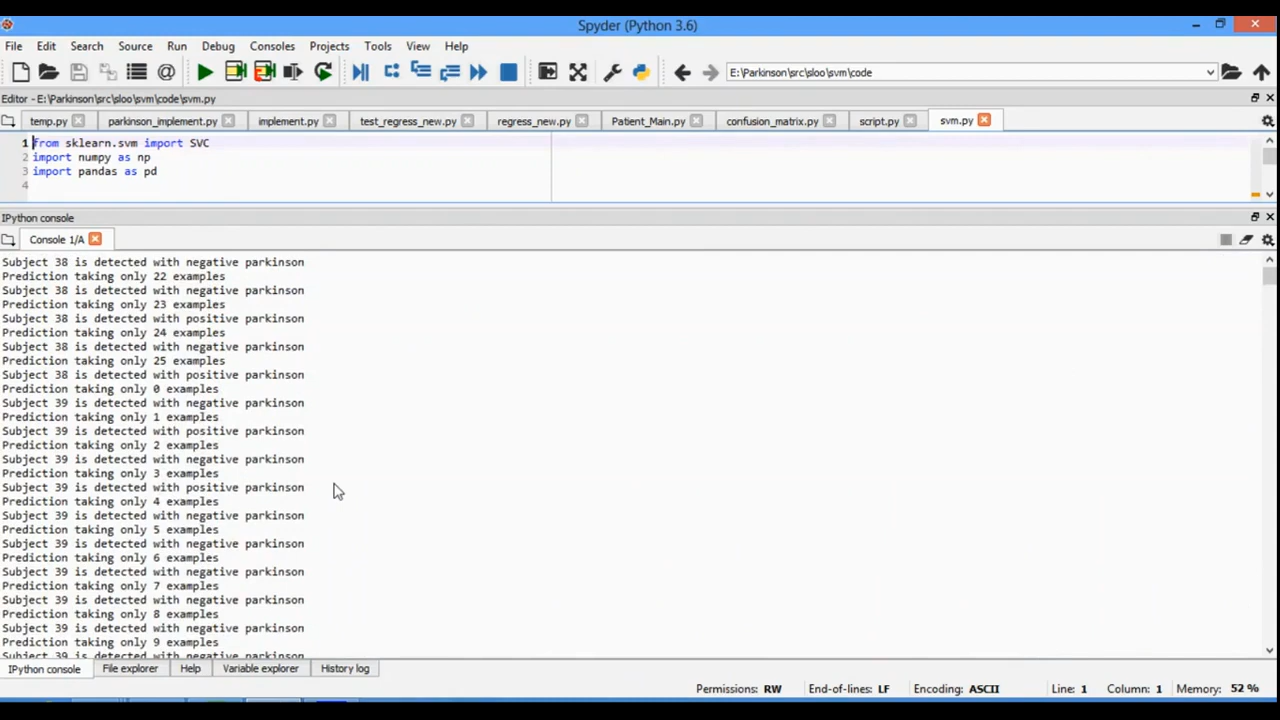 Spyder (Python 3.6)
File Edit Search Source Run Debug Consoles Projects Tools View Help
E:\Parkinson\src\sloo\svm\code
Editor - E:\Parkinson\src\sloo\svm\code\svm.py
temp.py parkinson_implement.py implement.py test_regress_new.py regress_new.py Patient_Main.py confusion_matrix.py script.py svm.py
1 from sklearn.svm import SVC
2 import numpy as np
3 import pandas as pd
4
IPython console
Console 1/A
Subject 38 is detected with negative parkinson
Prediction taking only 22 examples
Subject 38 is detected with negative parkinson
Prediction taking only 23 examples
Subject 38 is detected with positive parkinson
Prediction taking only 24 examples
Subject 38 is detected with negative parkinson
Prediction taking only 25 examples
Subject 38 is detected with positive parkinson
Prediction taking only 0 examples
Subject 39 is detected with negative parkinson
Prediction taking only 1 examples
Subject 39 is detected with positive parkinson
Prediction taking only 2 examples
Subject 39 is detected with negative parkinson
Prediction taking only 3 examples
Subject 39 is detected with positive parkinson
Prediction taking only 4 examples
Subject 39 is detected with negative parkinson
Prediction taking only 5 examples
Subject 39 is detected with negative parkinson
Prediction taking only 6 examples
Subject 39 is detected with negative parkinson
Prediction taking only 7 examples
Subject 39 is detected with negative parkinson
Prediction taking only 8 examples
Subject 39 is detected with negative parkinson
Prediction taking only 9 examples
Subject 39 is detected with negative parkinson
IPython console File explorer Help Variable explorer History log
Permissions: RW End-of-lines: LF Encoding: ASCII Line: 1 Column: 1 Memory: 52 %